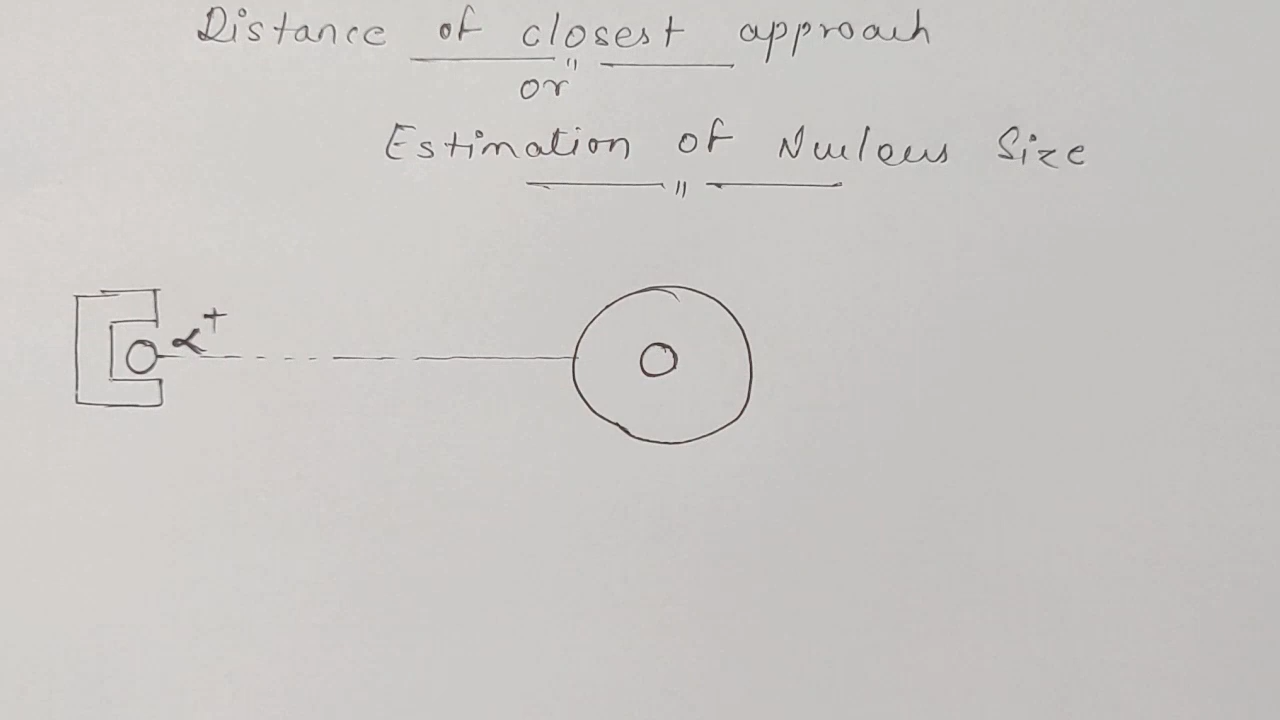 Distance of closest approach
or
Estimation of Nucleus Size
α+